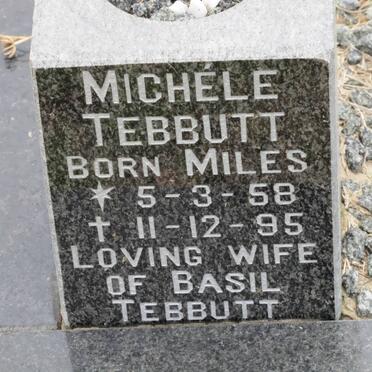 MICHÉLE
TEBBUTT
BORN MILES
* 5-3-58
† 11-12-95
LOVING WIFE
OF BASIL
TEBBUTT